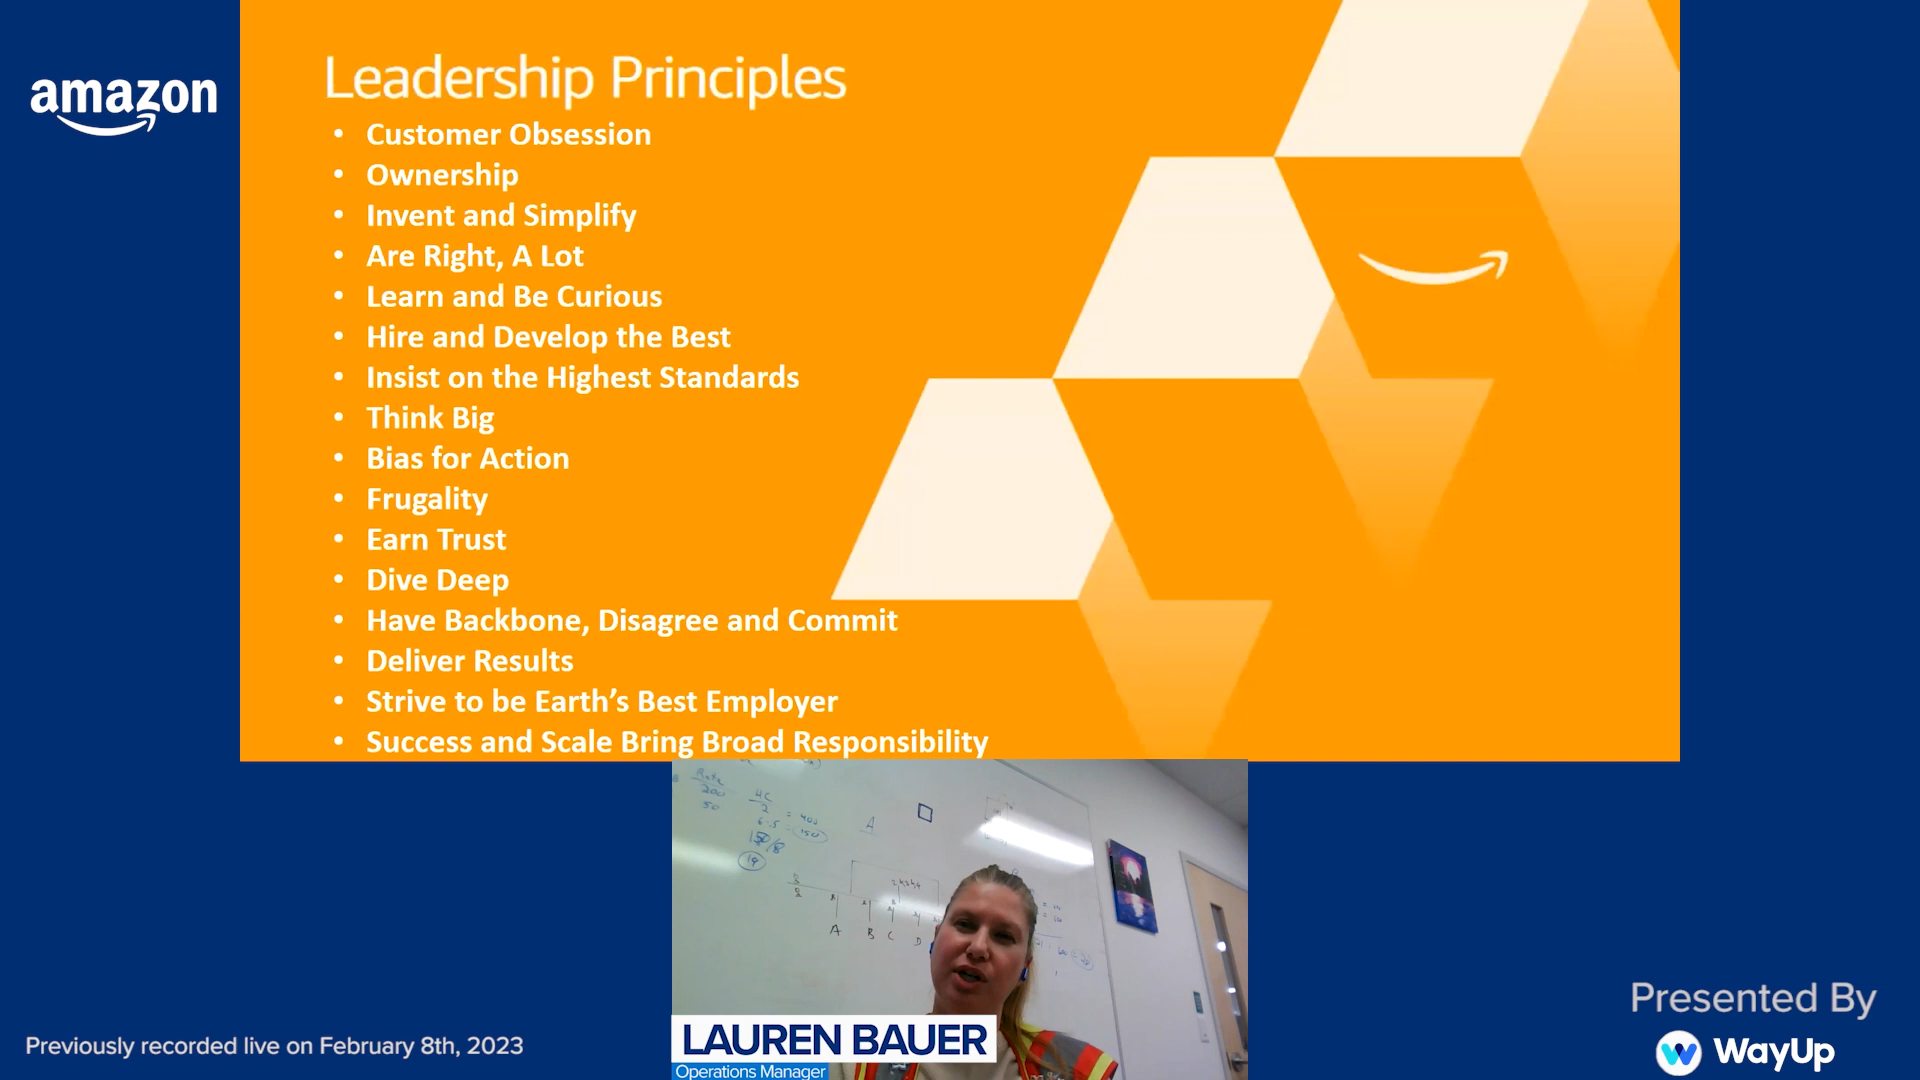 amazon
Leadership Principles
• Customer Obsession
• Ownership
• Invent and Simplify
• Are Right, A Lot
• Learn and Be Curious
• Hire and Develop the Best
• Insist on the Highest Standards
• Think Big
• Bias for Action
• Frugality
• Earn Trust
• Dive Deep
• Have Backbone, Disagree and Commit
• Deliver Results
• Strive to be Earth’s Best Employer
• Success and Scale Bring Broad Responsibility
Rate
200
50
A
A B C D
LAUREN BAUER
Operations Manager
Previously recorded live on February 8th, 2023
Presented By
WayUp